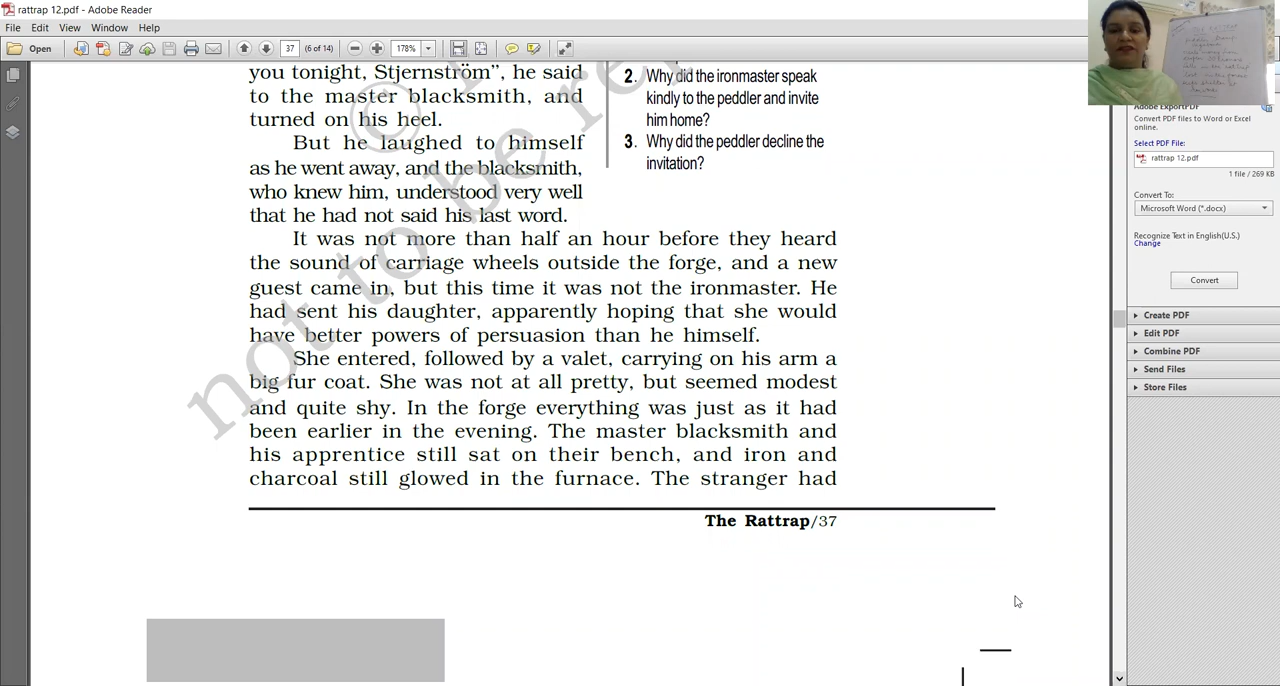 rattrap 12.pdf - Adobe Reader
File Edit View Window Help
Open 37 (6 of 14) 178%
you tonight, Stjernström”, he said
to the master blacksmith, and
turned on his heel.
But he laughed to himself
as he went away, and the blacksmith,
who knew him, understood very well
that he had not said his last word.
2. Why did the ironmaster speak
kindly to the peddler and invite
him home?
3. Why did the peddler decline the
invitation?
It was not more than half an hour before they heard
the sound of carriage wheels outside the forge, and a new
guest came in, but this time it was not the ironmaster. He
had sent his daughter, apparently hoping that she would
have better powers of persuasion than he himself.
She entered, followed by a valet, carrying on his arm a
big fur coat. She was not at all pretty, but seemed modest
and quite shy. In the forge everything was just as it had
been earlier in the evening. The master blacksmith and
his apprentice still sat on their bench, and iron and
charcoal still glowed in the furnace. The stranger had
The Rattrap/37
©
not to be re
Adobe ExportPDF
Convert PDF files to Word or Excel
online.
Select PDF File:
rattrap 12.pdf
1 file / 269 KB
Convert To:
Microsoft Word (*.docx)
Recognize Text in English(U.S.)
Change
Convert
Create PDF
Edit PDF
Combine PDF
Send Files
Store Files